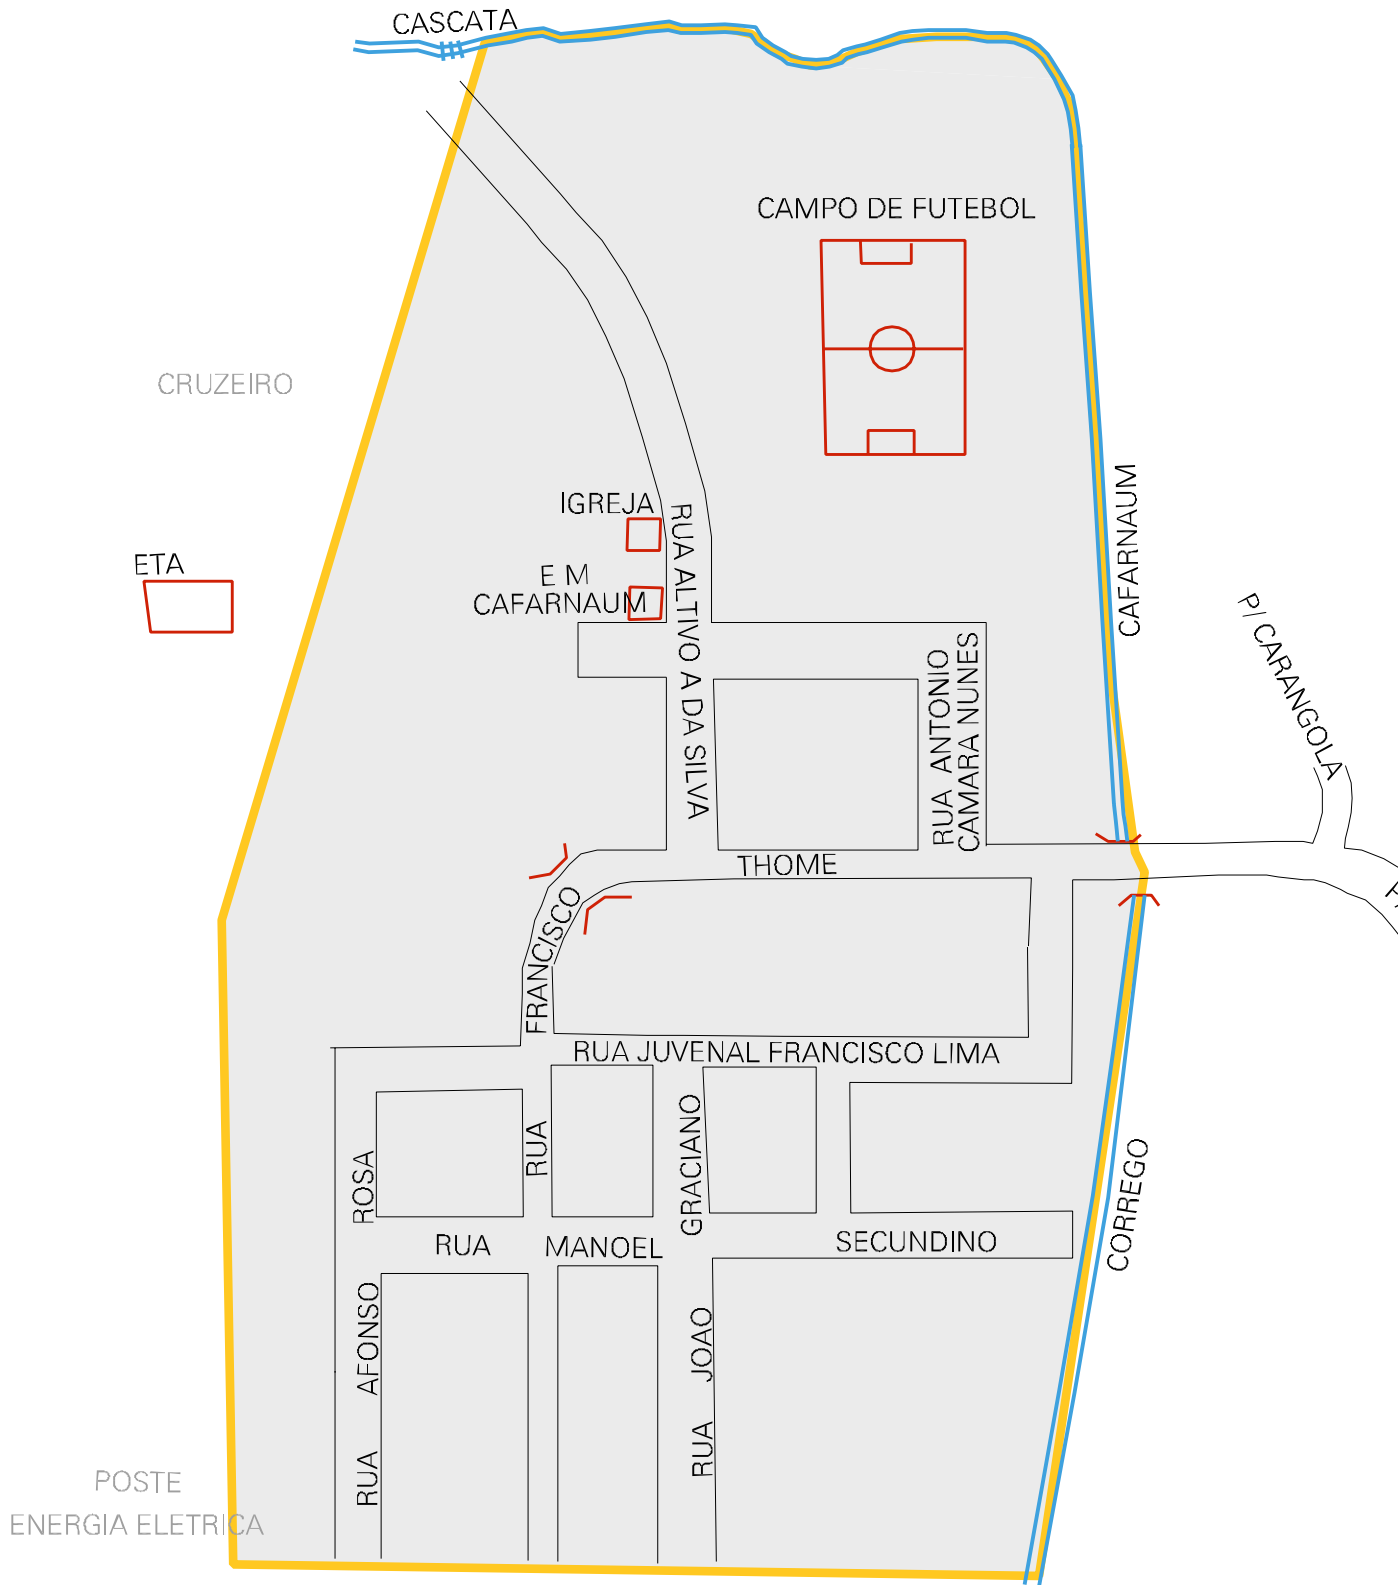 CASCATA
CAMPO DE FUTEBOL
CRUZEIRO
IGREJA
ETA
E M
CAFARNAUM
RUA ALTIVO A DA SILVA
CAFARNAUM
P/ CARANGOLA
RUA ANTONIO
CAMARA NUNES
THOME
FRANCISCO
RUA
RUA JUVENAL FRANCISCO LIMA
GRACIANO
RUA JOAO
ROSA
RUA AFONSO
RUA MANOEL SECUNDINO
CORREGO
POSTE
ENERGIA ELETRICA